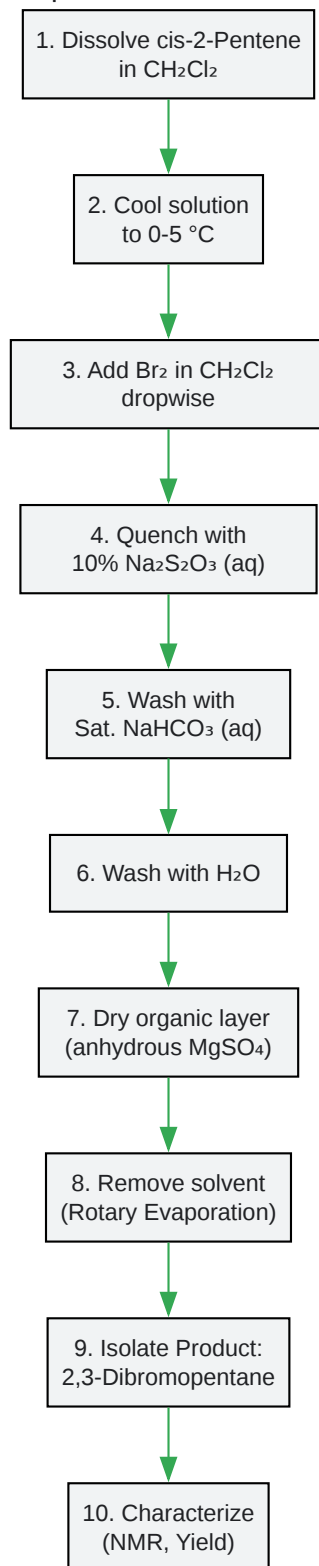 1. Dissolve cis-2-Pentene
in CH₂Cl₂
2. Cool solution
to 0-5 °C
3. Add Br₂ in CH₂Cl₂
dropwise
4. Quench with
10% Na₂S₂O₃ (aq)
5. Wash with
Sat. NaHCO₃ (aq)
6. Wash with H₂O
7. Dry organic layer
(anhydrous MgSO₄)
8. Remove solvent
(Rotary Evaporation)
9. Isolate Product:
2,3-Dibromopentane
10. Characterize
(NMR, Yield)